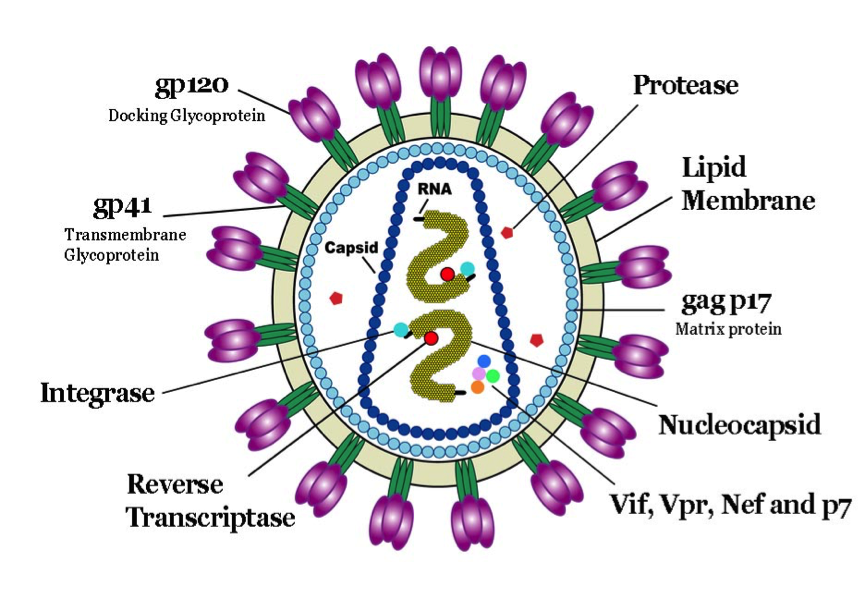 gp120
Docking Glycoprotein
Protease
Lipid
Membrane
RNA
gp41
Transmembrane
Glycoprotein
Capsid
gag p17
Matrix protein
Integrase
Nucleocapsid
Reverse
Transcriptase
Vif, Vpr, Nef and p7